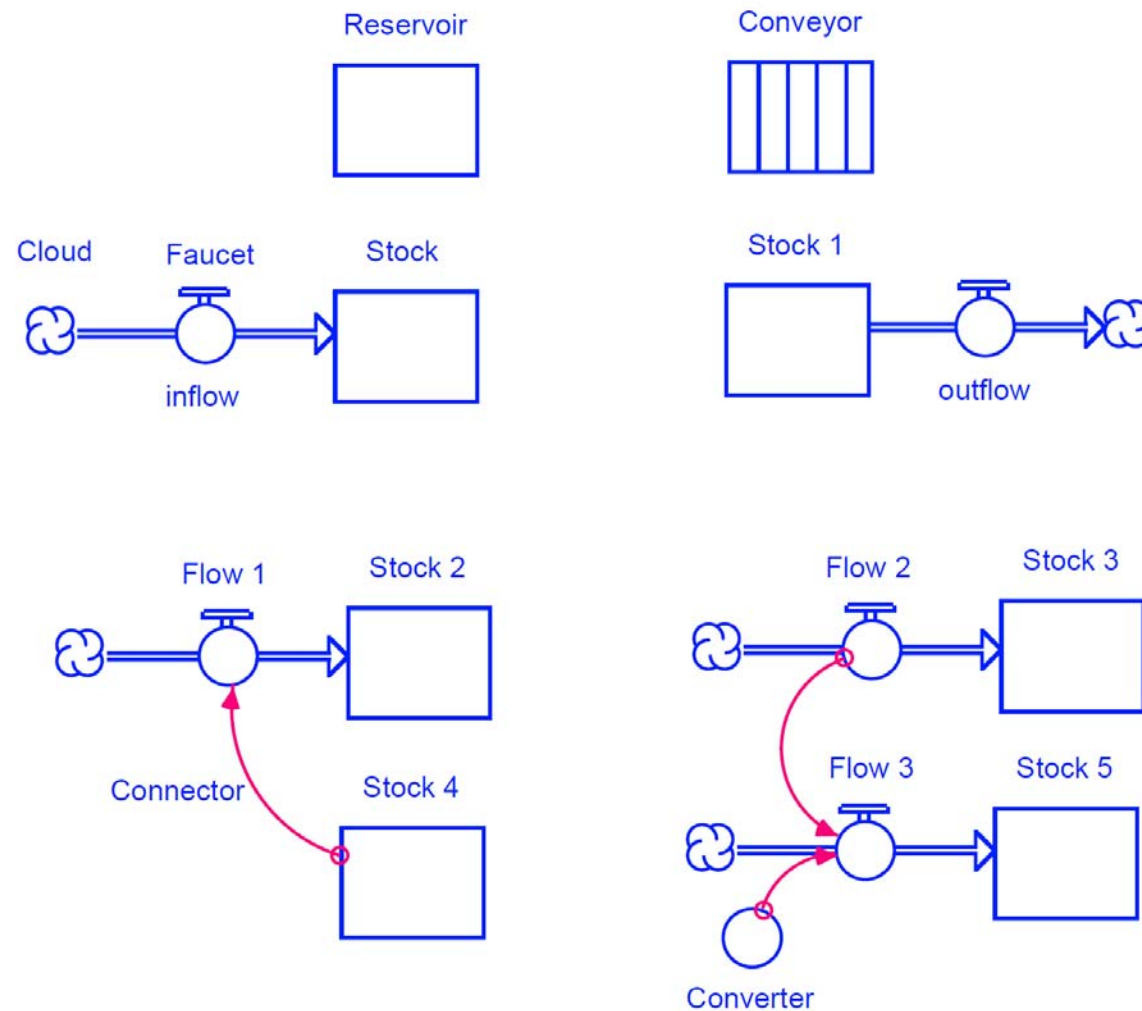 Reservoir
Conveyor
Cloud
Faucet
Stock
Stock 1
inflow
outflow
Flow 1
Stock 2
Flow 2
Stock 3
Connector
Stock 4
Flow 3
Stock 5
Converter